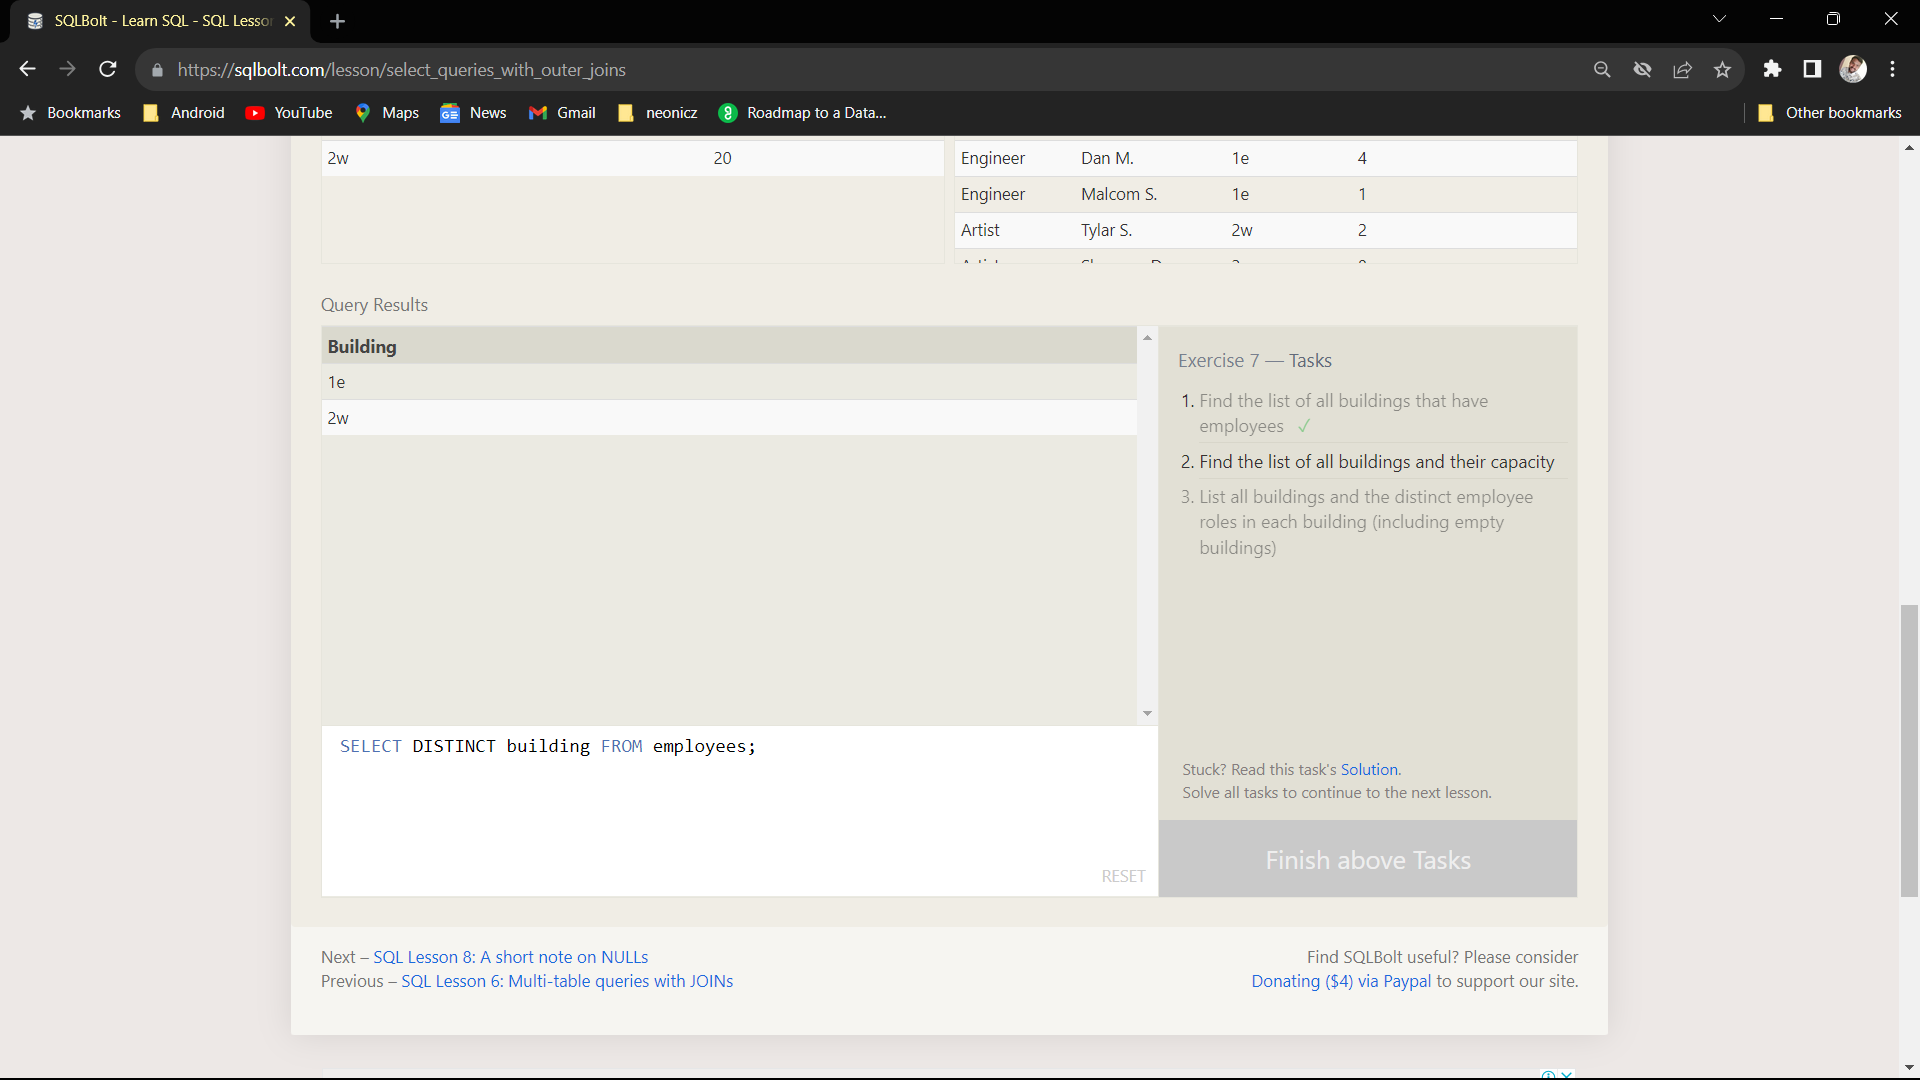 SQLBolt - Learn SQL - SQL Lesso
https://sqlbolt.com/lesson/select_queries_with_outer_joins
Bookmarks Android YouTube Maps News Gmail neonicz Roadmap to a Data... Other bookmarks
2w 20
Engineer Dan M. 1e 4
Engineer Malcom S. 1e 1
Artist Tylar S. 2w 2
Query Results
Building
1e
2w
Exercise 7 — Tasks
1. Find the list of all buildings that have
employees ✓
2. Find the list of all buildings and their capacity
3. List all buildings and the distinct employee
roles in each building (including empty
buildings)
SELECT DISTINCT building FROM employees;
RESET
Stuck? Read this task's Solution.
Solve all tasks to continue to the next lesson.
Finish above Tasks
Next – SQL Lesson 8: A short note on NULLs
Previous – SQL Lesson 6: Multi-table queries with JOINs
Find SQLBolt useful? Please consider
Donating ($4) via Paypal to support our site.